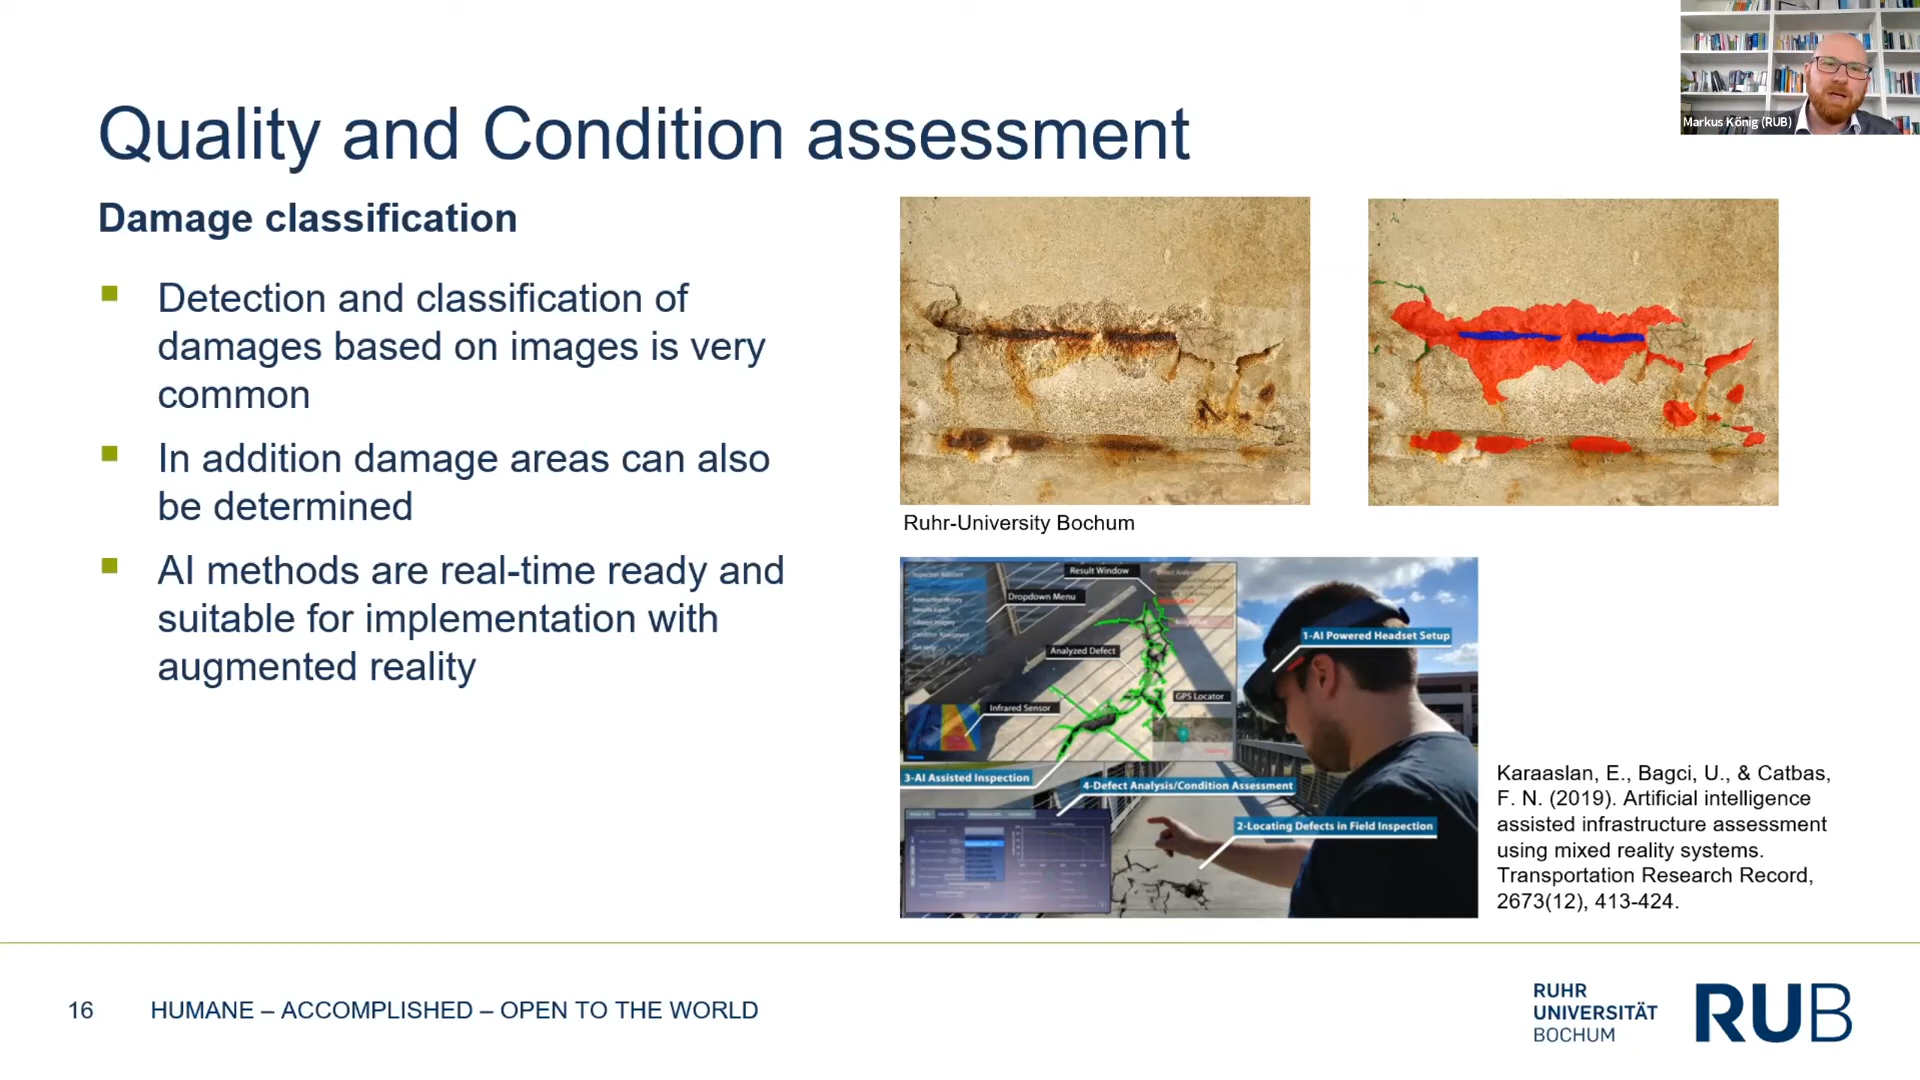 Markus König (RUB)
Quality and Condition assessment
Damage classification
Detection and classification of
damages based on images is very
common
In addition damage areas can also
be determined
AI methods are real-time ready and
suitable for implementation with
augmented reality
Ruhr-University Bochum
Result Window
Dropdown Menu
Analyzed Defect
GPS Locator
Infrared Sensor
1-AI Powered Headset Setup
3-AI Assisted Inspection
4-Defect Analysis/Condition Assessment
2-Locating Defects in Field Inspection
Karaaslan, E., Bagci, U., & Catbas,
F. N. (2019). Artificial intelligence
assisted infrastructure assessment
using mixed reality systems.
Transportation Research Record,
2673(12), 413-424.
16
HUMANE – ACCOMPLISHED – OPEN TO THE WORLD
RUHR
UNIVERSITÄT
BOCHUM
RUB